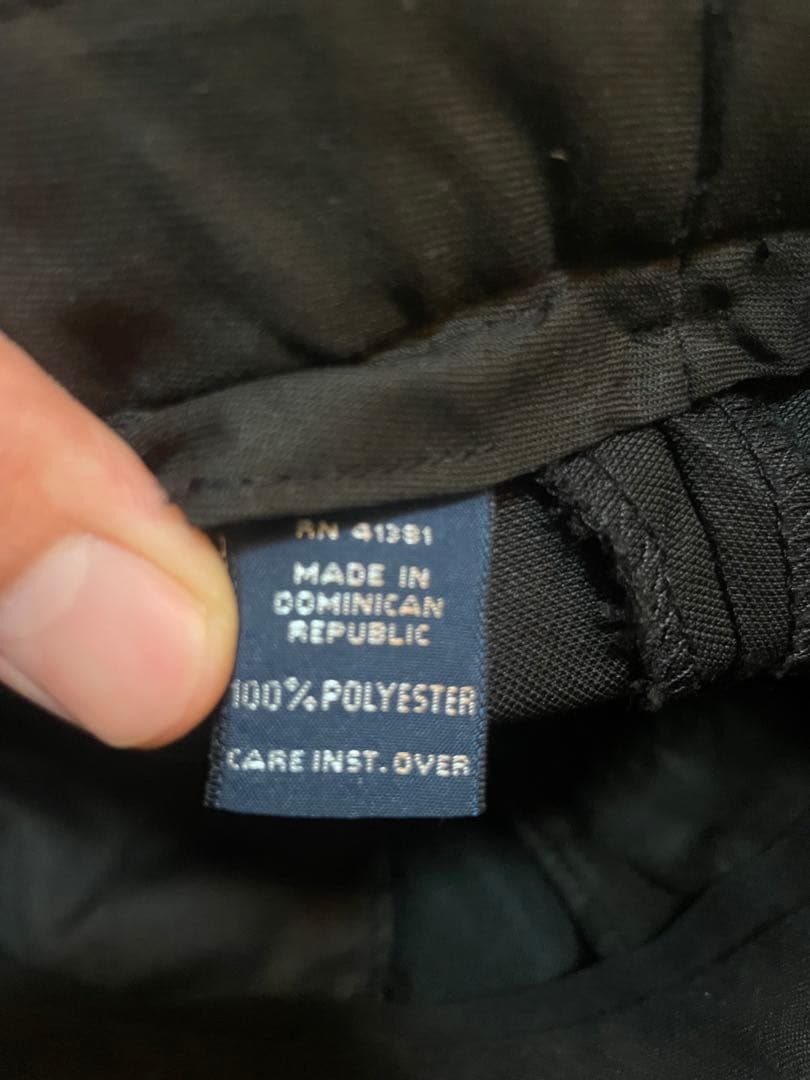 RN 41381
MADE IN
DOMINICAN
REPUBLIC
100% POLYESTER
CARE INST. OVER